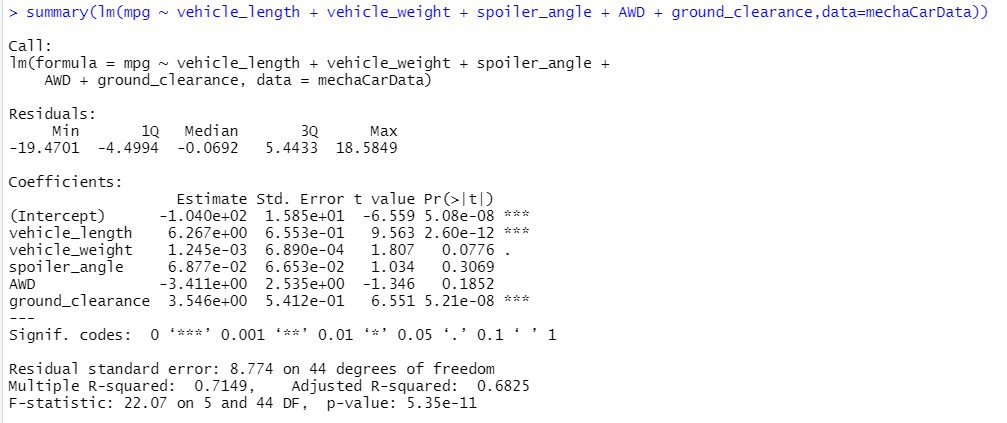 > summary(lm(mpg ~ vehicle_length + vehicle_weight + spoiler_angle + AWD + ground_clearance,data=mechaCarData))
Call:
lm(formula = mpg ~ vehicle_length + vehicle_weight + spoiler_angle +
    AWD + ground_clearance, data = mechaCarData)
Residuals:
     Min       1Q   Median       3Q      Max
-19.4701  -4.4994  -0.0692   5.4433  18.5849
Coefficients:
                   Estimate Std. Error t value Pr(>|t|)
(Intercept)      -1.040e+02  1.585e+01  -6.559 5.08e-08 ***
vehicle_length    6.267e+00  6.553e-01   9.563 2.60e-12 ***
vehicle_weight    1.245e-03  6.890e-04   1.807   0.0776 .
spoiler_angle     6.877e-02  6.653e-02   1.034   0.3069
AWD              -3.411e+00  2.535e+00  -1.346   0.1852
ground_clearance  3.546e+00  5.412e-01   6.551 5.21e-08 ***
---
Signif. codes:  0 ‘***’ 0.001 ‘**’ 0.01 ‘*’ 0.05 ‘.’ 0.1 ‘ ’ 1
Residual standard error: 8.774 on 44 degrees of freedom
Multiple R-squared:  0.7149,	Adjusted R-squared:  0.6825
F-statistic: 22.07 on 5 and 44 DF,  p-value: 5.35e-11